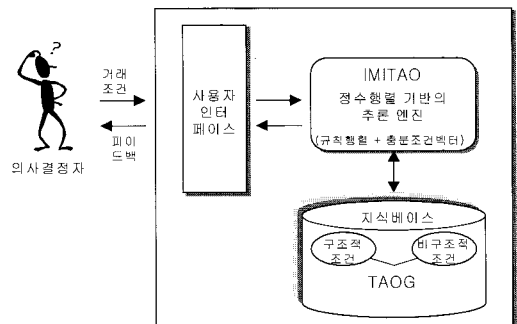 ?
거래
조건
피이
드백
의사결정자
사용자
인터
페이스
IMITAO
정수행렬 기반의
추론 엔진
(규칙행렬 + 충분조건벡터)
지식베이스
구조적
조건
비구조적
조건
TAOG